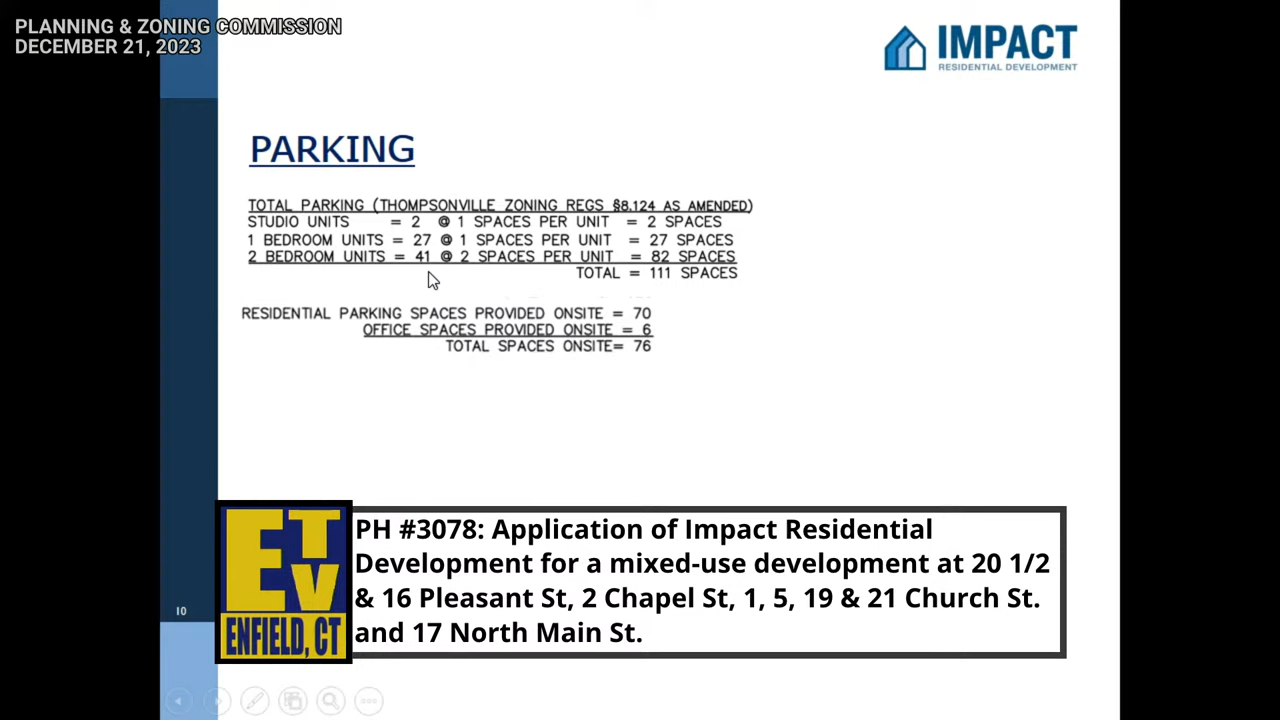 PLANNING & ZONING COMMISSION
DECEMBER 21, 2023
IMPACT
RESIDENTIAL DEVELOPMENT
PARKING
TOTAL PARKING (THOMPSONVILLE ZONING REGS §8.124 AS AMENDED)
STUDIO UNITS = 2 @ 1 SPACES PER UNIT = 2 SPACES
1 BEDROOM UNITS = 27 @ 1 SPACES PER UNIT = 27 SPACES
2 BEDROOM UNITS = 41 @ 2 SPACES PER UNIT = 82 SPACES
TOTAL = 111 SPACES
RESIDENTIAL PARKING SPACES PROVIDED ONSITE = 70
OFFICE SPACES PROVIDED ONSITE = 6
TOTAL SPACES ONSITE= 76
10
ETV
ENFIELD, CT
PH #3078: Application of Impact Residential
Development for a mixed-use development at 20 1/2
& 16 Pleasant St, 2 Chapel St, 1, 5, 19 & 21 Church St.
and 17 North Main St.